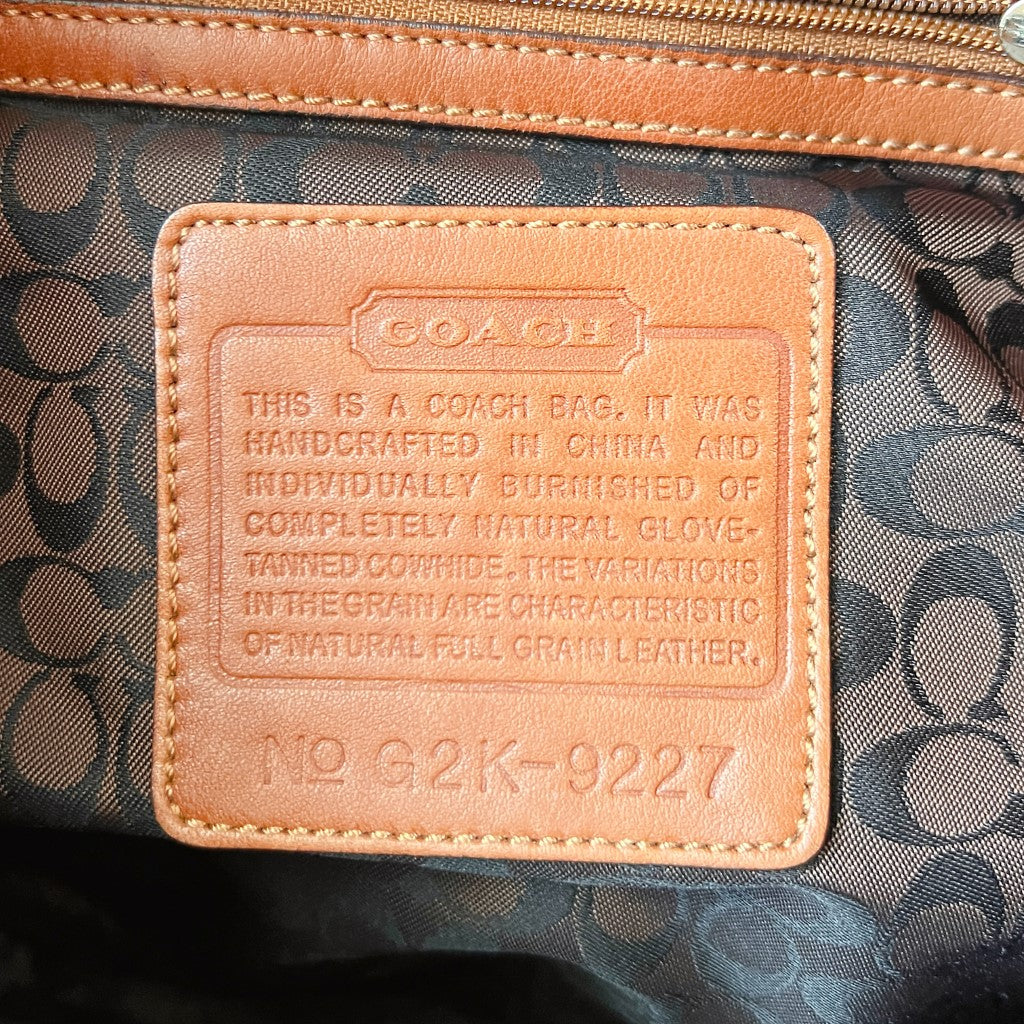 COACH
THIS IS A COACH BAG. IT WAS
HANDCRAFTED IN CHINA AND
INDIVIDUALLY BURNISHED OF
COMPLETELY NATURAL GLOVE-
TANNED COWHIDE. THE VARIATIONS
IN THE GRAIN ARE CHARACTERISTIC
OF NATURAL FULL GRAIN LEATHER.
No G2K-9227